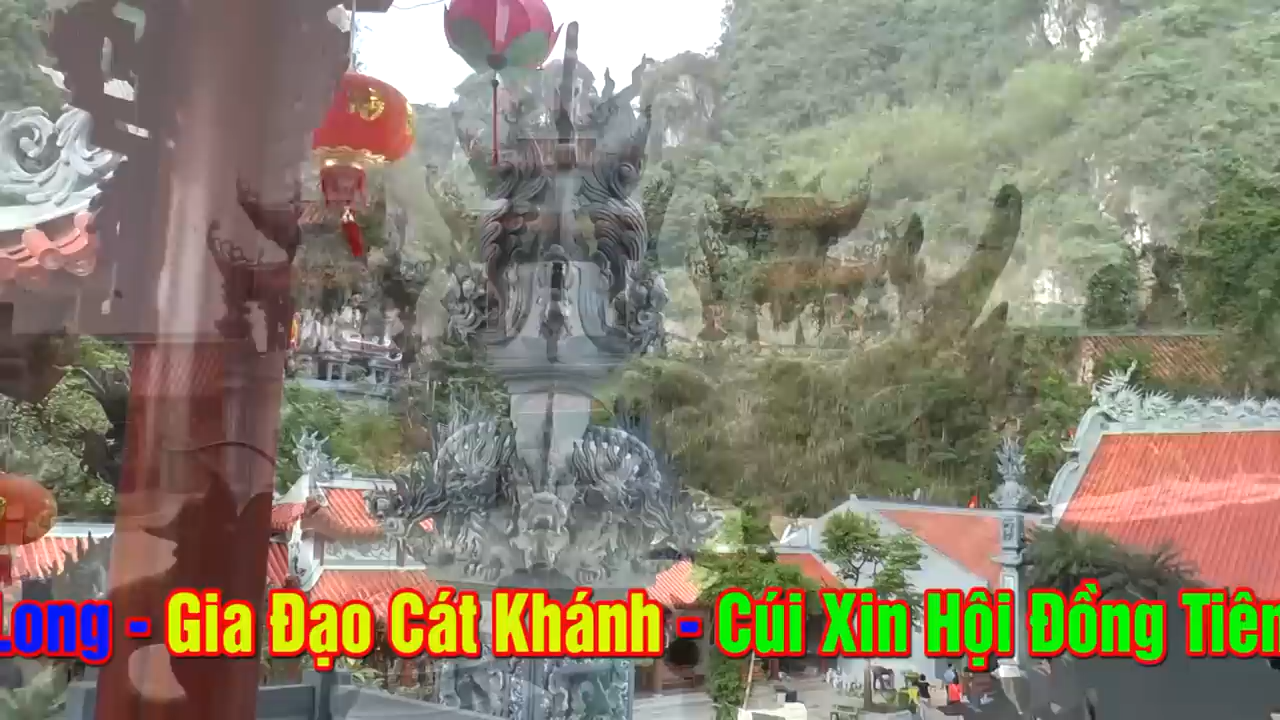 Long - Gia Đạo Cát Khánh - Cúi Xin Hội Đồng Tiên